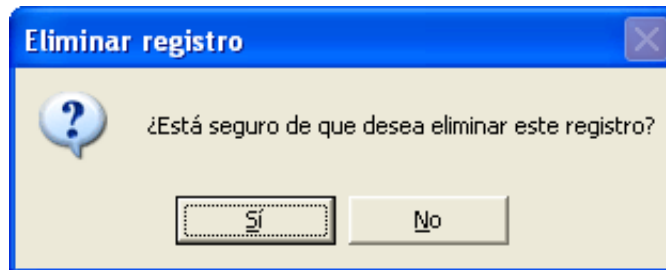 Eliminar registro
¿Está seguro de que desea eliminar este registro?
Sí
No